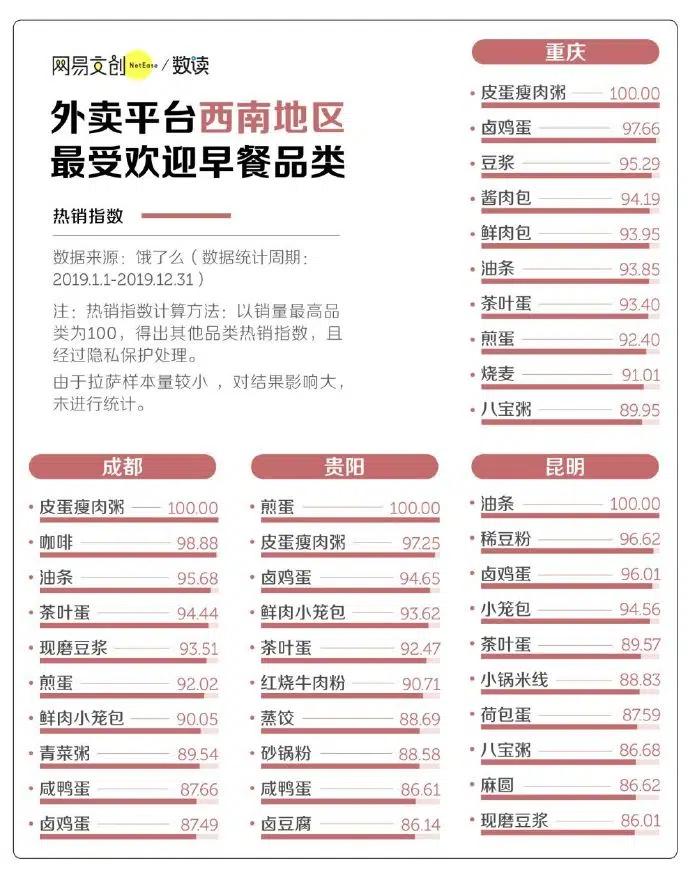 网易文创 NetEase / 数读
外卖平台西南地区
最受欢迎早餐品类
热销指数
数据来源：饿了么（数据统计周期：
2019.1.1-2019.12.31）
注：热销指数计算方法：以销量最高品
类为100，得出其他品类热销指数，且
经过隐私保护处理。
由于拉萨样本量较小 ，对结果影响大，
未进行统计。
重庆
皮蛋瘦肉粥 100.00
卤鸡蛋 97.66
豆浆 95.29
酱肉包 94.19
鲜肉包 93.95
油条 93.85
茶叶蛋 93.40
煎蛋 92.40
烧麦 91.01
八宝粥 89.95
成都
皮蛋瘦肉粥 100.00
咖啡 98.88
油条 95.68
茶叶蛋 94.44
现磨豆浆 93.51
煎蛋 92.02
鲜肉小笼包 90.05
青菜粥 89.54
咸鸭蛋 87.66
卤鸡蛋 87.49
贵阳
煎蛋 100.00
皮蛋瘦肉粥 97.25
卤鸡蛋 94.65
鲜肉小笼包 93.62
茶叶蛋 92.47
红烧牛肉粉 90.71
蒸饺 88.69
砂锅粉 88.58
咸鸭蛋 86.61
卤豆腐 86.14
昆明
油条 100.00
稀豆粉 96.62
卤鸡蛋 96.01
小笼包 94.56
茶叶蛋 89.57
小锅米线 88.83
荷包蛋 87.59
八宝粥 86.68
麻圆 86.62
现磨豆浆 86.01